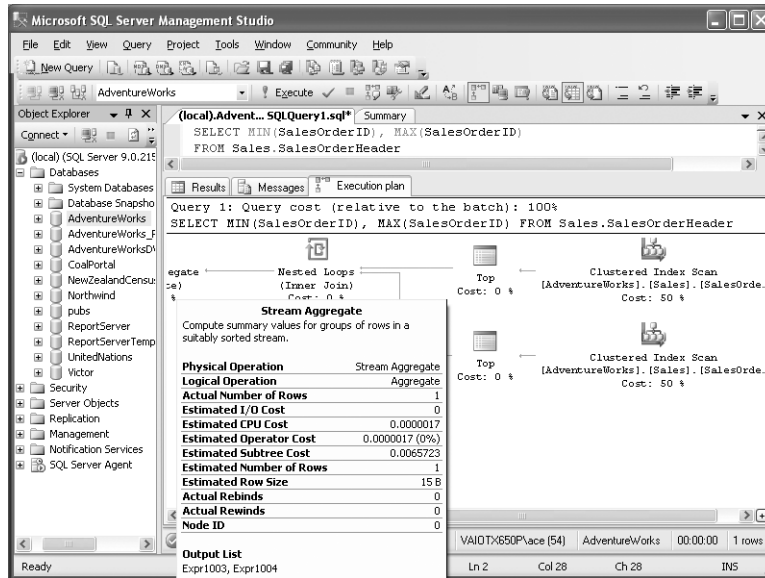 Microsoft SQL Server Management Studio
File Edit View Query Project Tools Window Community Help
New Query
AdventureWorks Execute
Object Explorer
(local).Advent... SQLQuery1.sql* Summary
Connect
SELECT MIN(SalesOrderID), MAX(SalesOrderID)
FROM Sales.SalesOrderHeader
(local) (SQL Server 9.0.215
Databases
System Databases
Database Snapsho
AdventureWorks
AdventureWorks_F
AdventureWorksD
CoalPortal
NewZealandCensu
Northwind
pubs
ReportServer
ReportServerTemp
UnitedNations
Victor
Security
Server Objects
Replication
Management
Notification Services
SQL Server Agent
Results Messages Execution plan
Query 1: Query cost (relative to the batch): 100%
SELECT MIN(SalesOrderID), MAX(SalesOrderID) FROM Sales.SalesOrderHeader
egate
te)
%
Nested Loops
(Inner Join)
Cost: 0 %
Top
Cost: 0 %
Clustered Index Scan
[AdventureWorks].[Sales].[SalesOrde.
Cost: 50 %
Top
Cost: 0 %
Clustered Index Scan
[AdventureWorks].[Sales].[SalesOrde.
Cost: 50 %
Stream Aggregate
Compute summary values for groups of rows in a
suitably sorted stream.
Physical Operation Stream Aggregate
Logical Operation Aggregate
Actual Number of Rows 1
Estimated I/O Cost 0
Estimated CPU Cost 0.0000017
Estimated Operator Cost 0.0000017 (0%)
Estimated Subtree Cost 0.0065723
Estimated Number of Rows 1
Estimated Row Size 15 B
Actual Rebinds 0
Actual Rewinds 0
Node ID 0
Output List
Expr1003, Expr1004
VAIOTX650P\ace (54) AdventureWorks 00:00:00 1 rows
Ready Ln 2 Col 28 Ch 28 INS